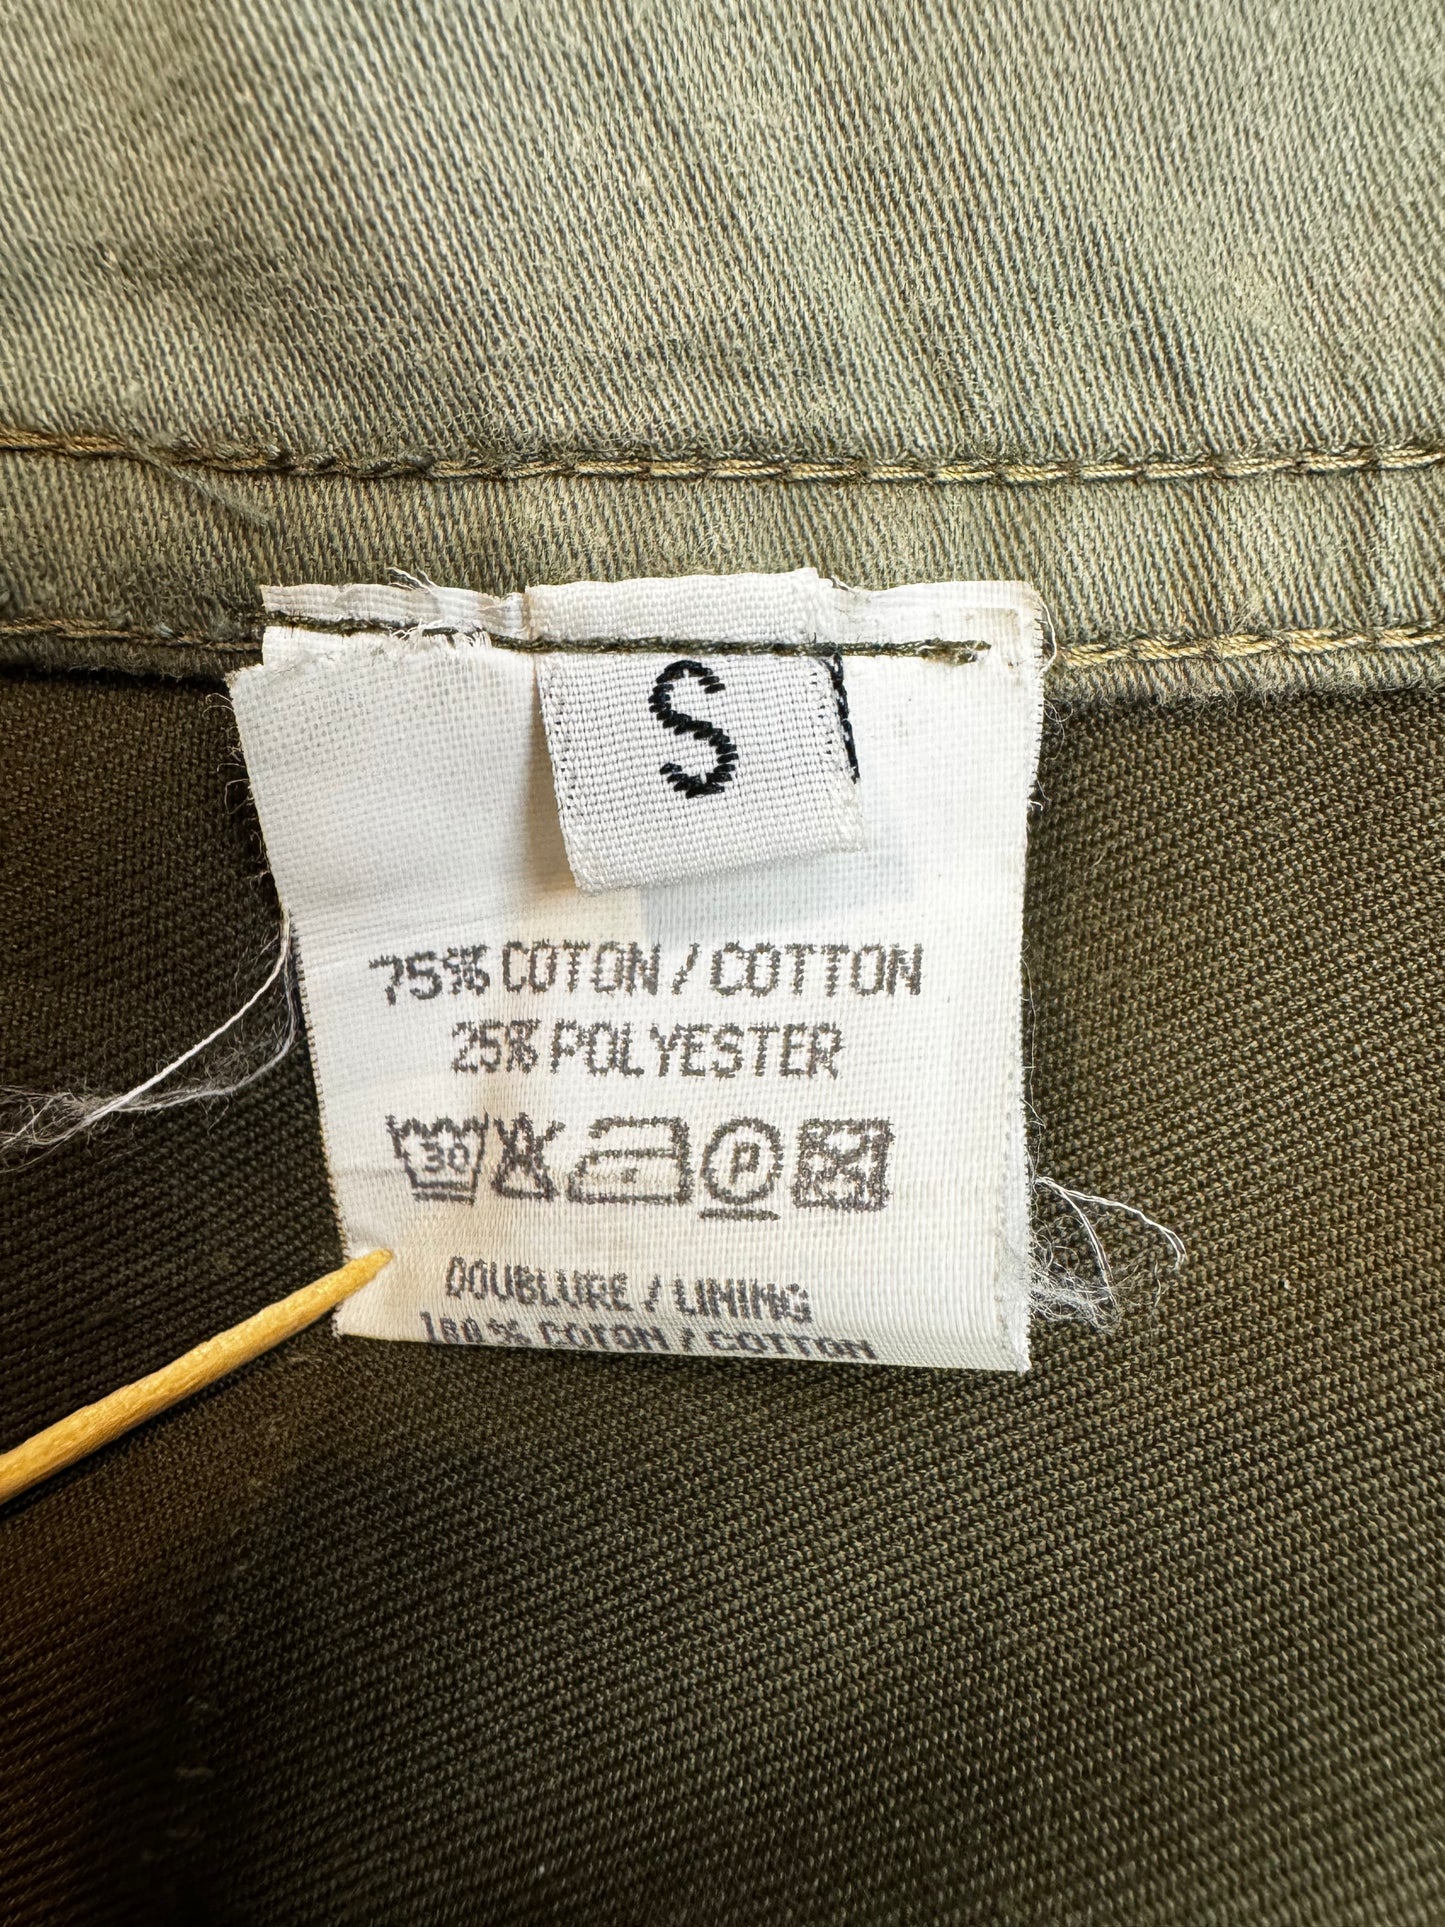 S
75% COTON / COTTON
25% POLYESTER
30 P
DOUBLURE / LINING
100% COTON / COTTON